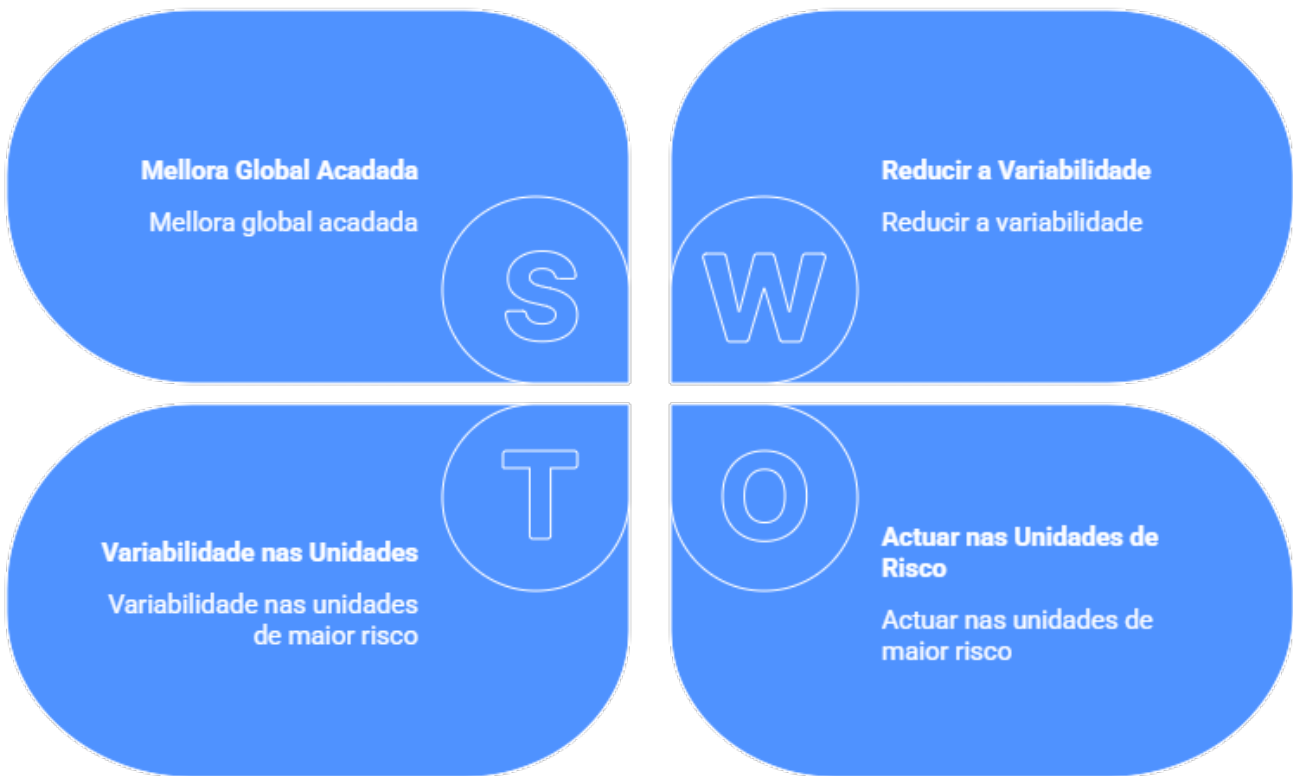 Mellora Global Acadada
Mellora global acadada
S
Reducir a Variabilidade
Reducir a variabilidade
W
Variabilidade nas Unidades
Variabilidade nas unidades
de maior risco
T
Actuar nas Unidades de
Risco
Actuar nas unidades de
maior risco
O